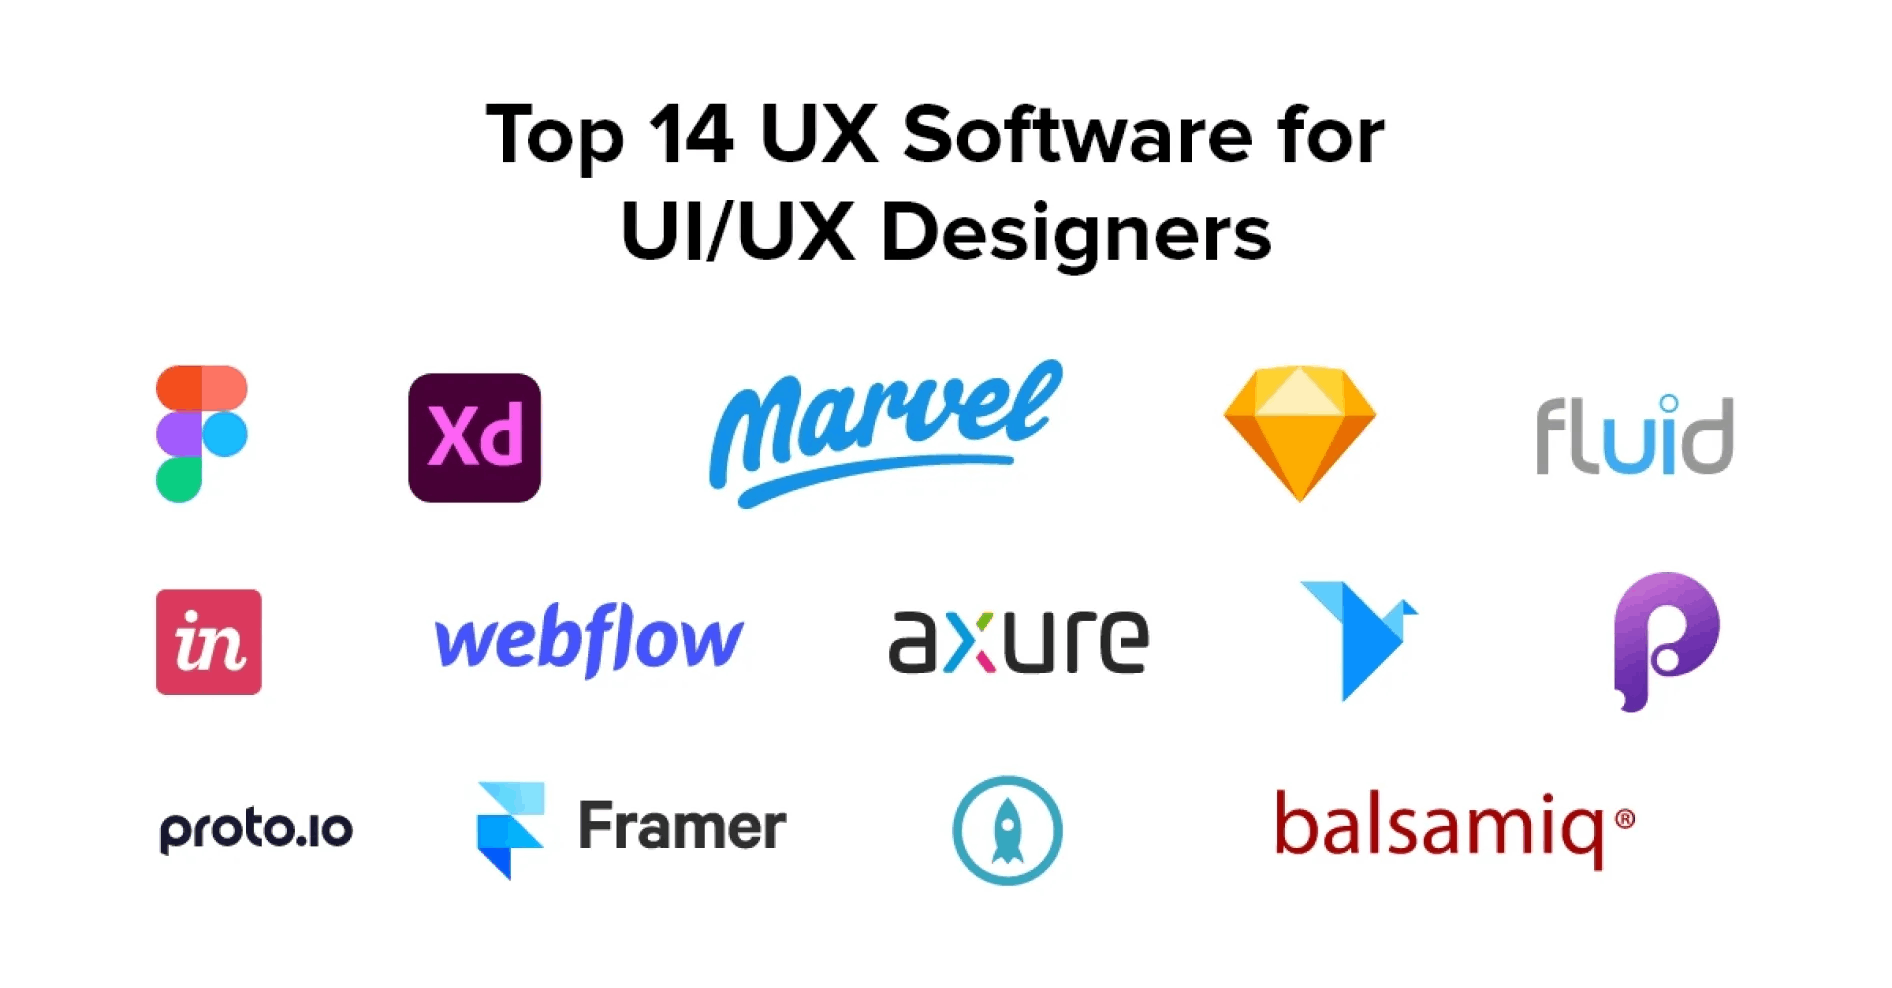 Top 14 UX Software for
UI/UX Designers
Xd
Marvel
fluid
in
webflow
axure
proto.io
Framer
balsamiq®